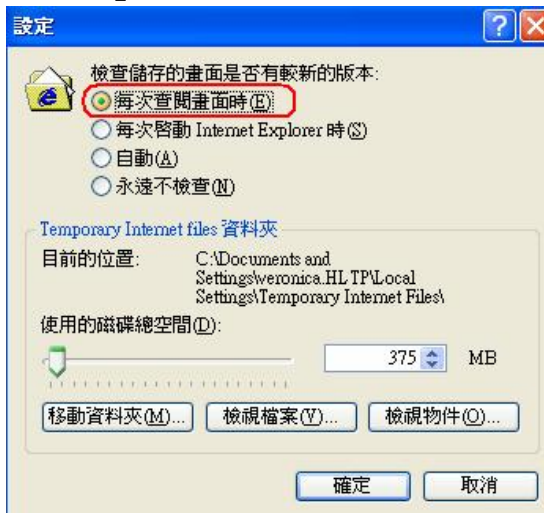 設定
檢查儲存的畫面是否有較新的版本:
每次查閱畫面時(E)
每次啓動 Internet Explorer 時(S)
自動(A)
永遠不檢查(N)
Temporary Internet files 資料夾
目前的位置: C:\Documents and
Settings\veronica.HLTP\Local
Settings\Temporary Internet Files\
使用的磁碟總空間(D):
375 MB
移動資料夾(M)... 檢視檔案(V)... 檢視物件(O)...
確定 取消